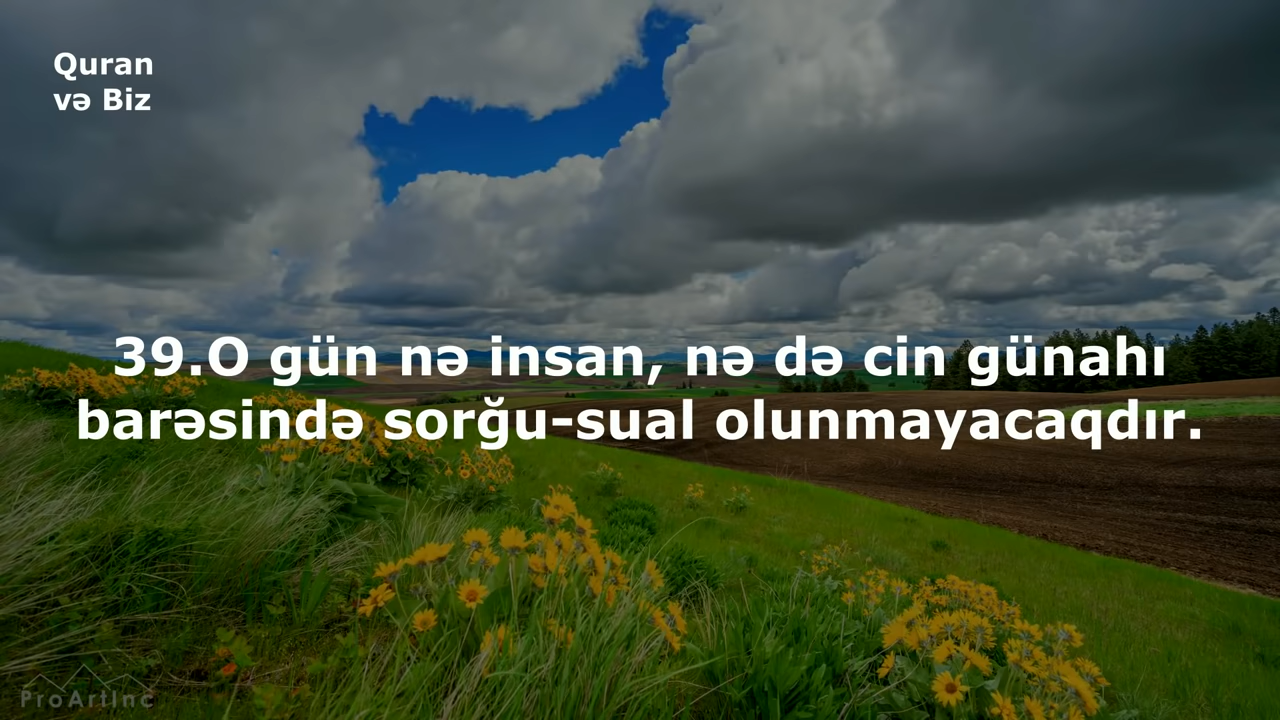 Quran
və Biz
39.O gün nə insan, nə də cin günahı
barəsində sorğu-sual olunmayacaqdır.
ProArtInc